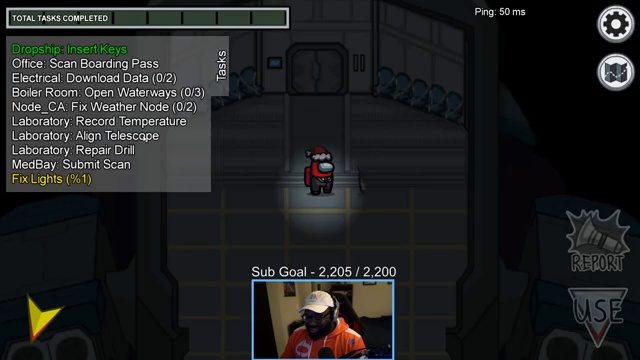 TOTAL TASKS COMPLETED
Ping: 50 ms
Tasks
Dropship: Insert Keys
Office: Scan Boarding Pass
Electrical: Download Data (0/2)
Boiler Room: Open Waterways (0/3)
Node_CA: Fix Weather Node (0/2)
Laboratory: Record Temperature
Laboratory: Align Telescope
Laboratory: Repair Drill
MedBay: Submit Scan
Fix Lights (%1)
REPORT
Sub Goal - 2,205 / 2,200
USE